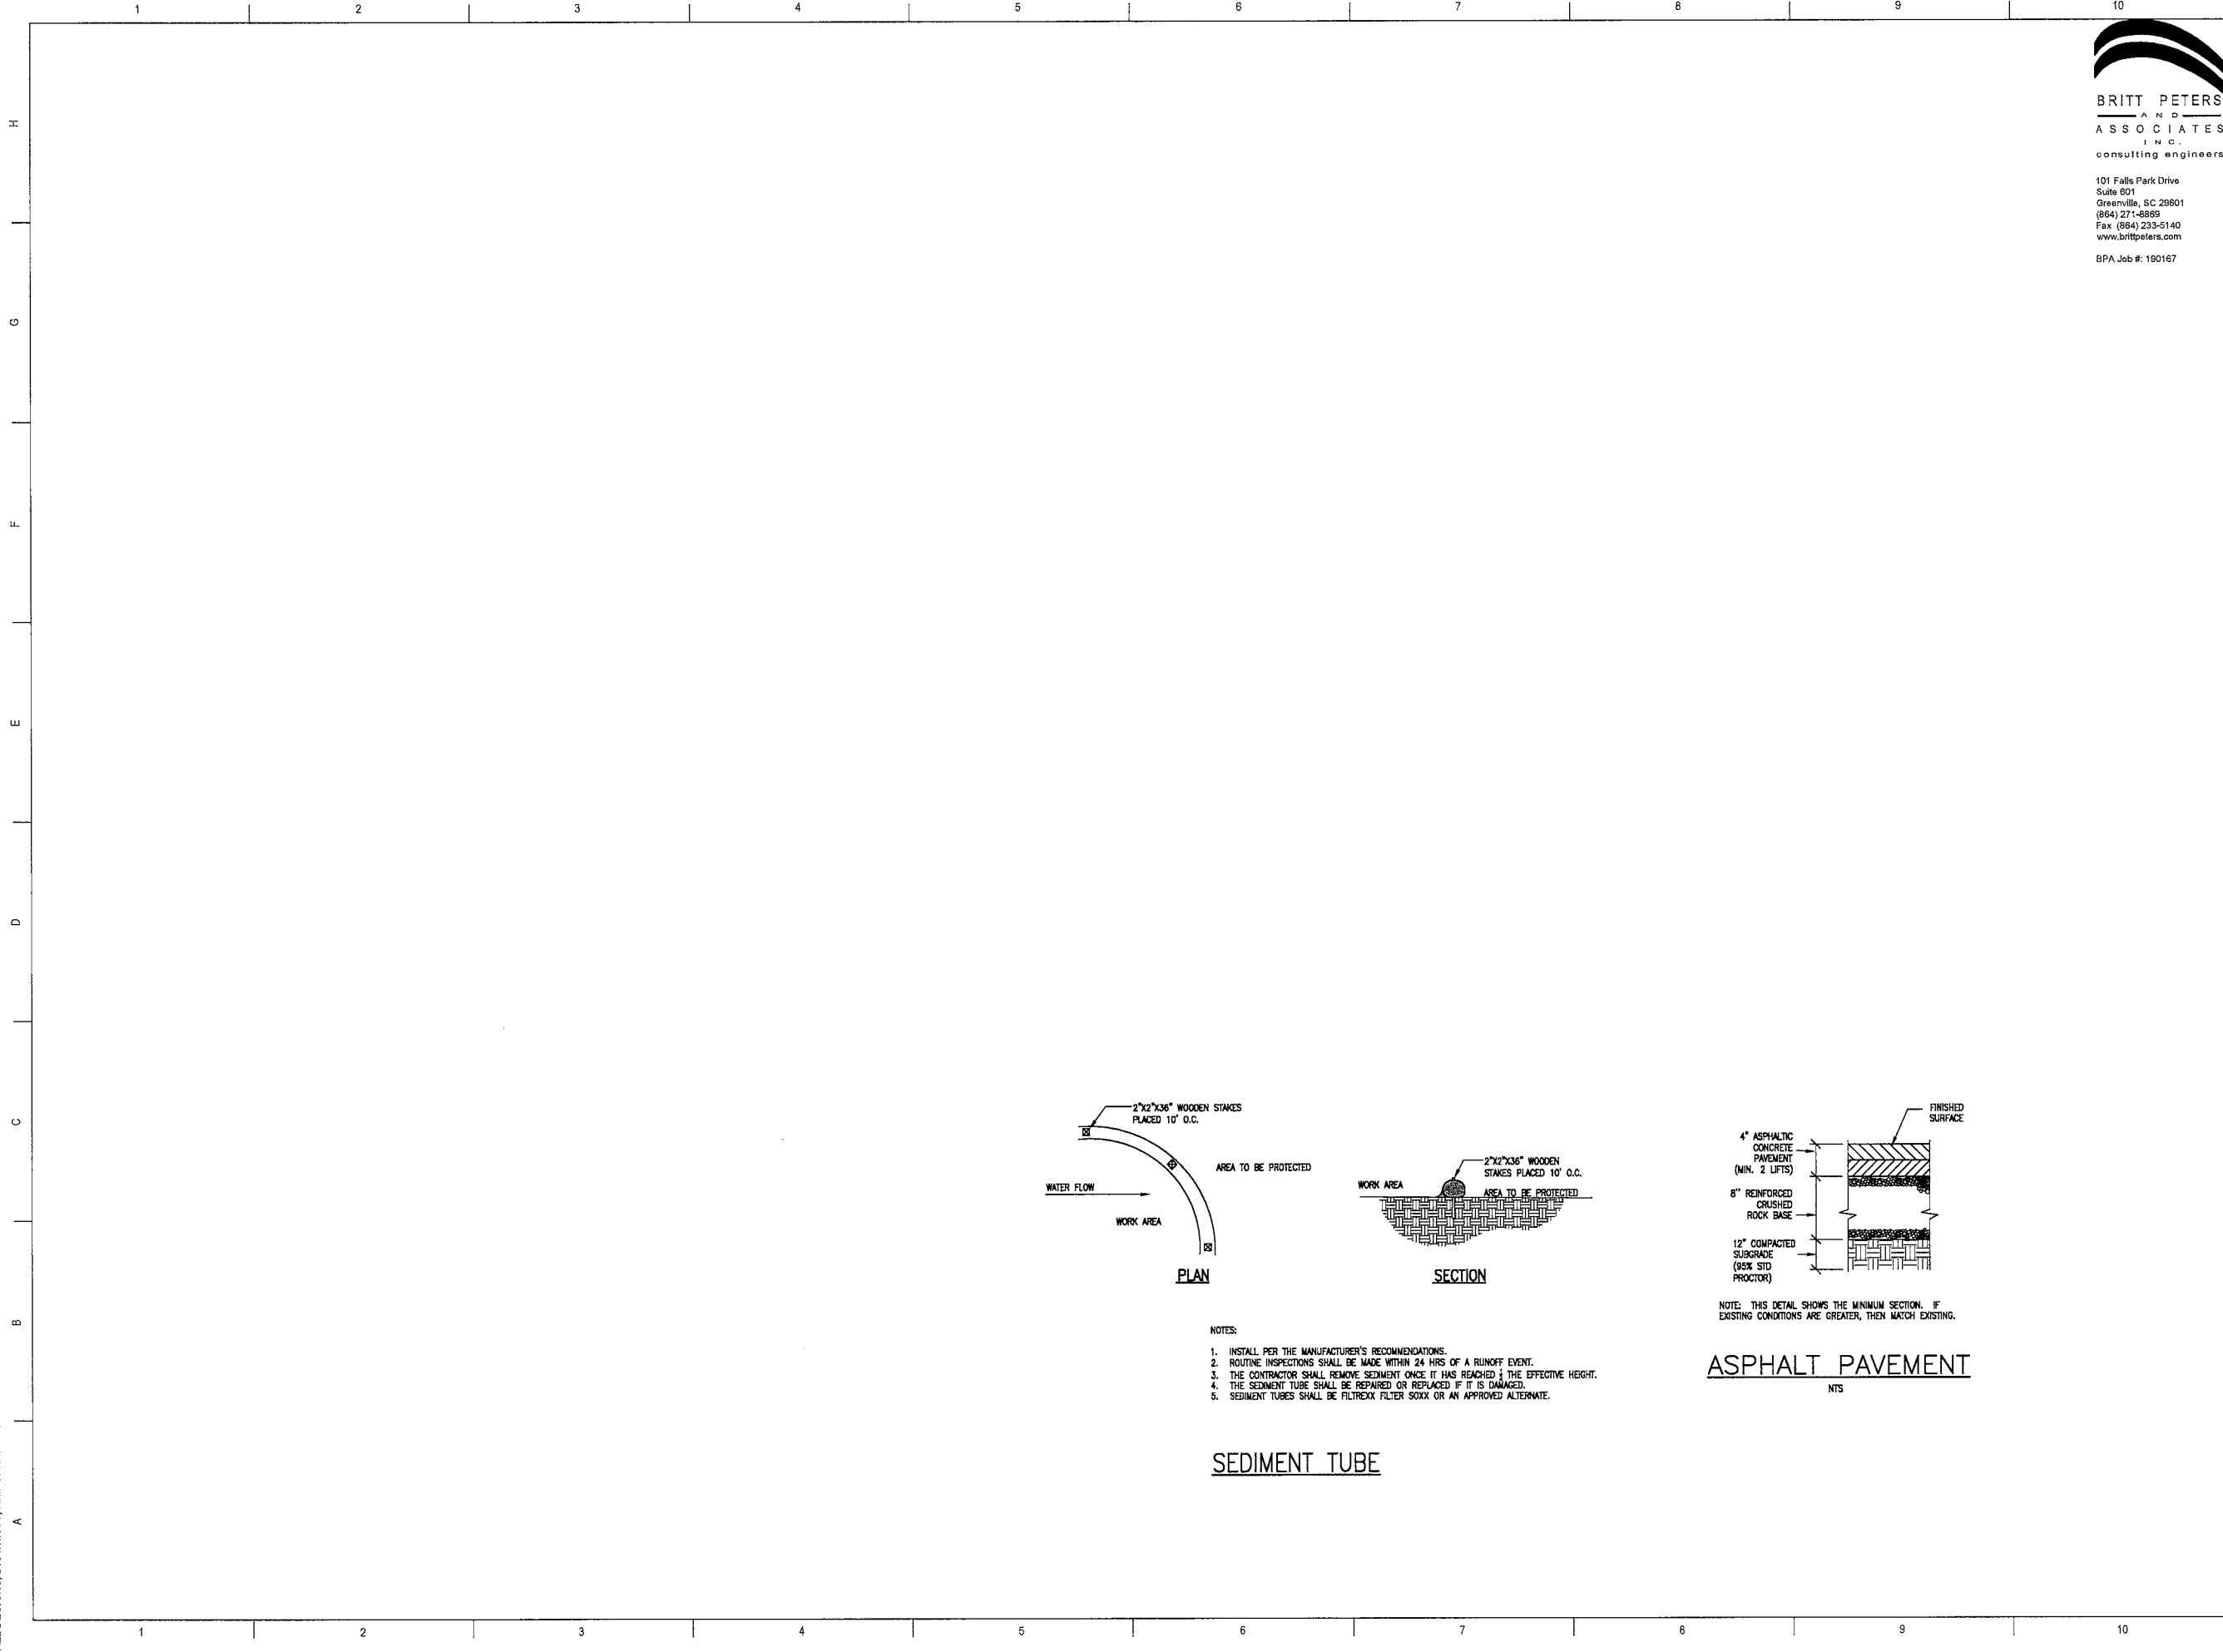 1 2 3 4 5 6 7 8 9 10
H
G
F
E
D
C
B
A
BRITT PETERS
AND
ASSOCIATES
INC.
consulting engineers
101 Falls Park Drive
Suite 601
Greenville, SC 29601
(864) 271-8869
Fax (864) 233-5140
www.brittpeters.com
BPA Job #: 190167
2"X2"X36" WOODEN STAKES
PLACED 10' O.C.
AREA TO BE PROTECTED
WATER FLOW
WORK AREA
PLAN
2"X2"X36" WOODEN
STAKES PLACED 10' O.C.
WORK AREA
AREA TO BE PROTECTED
SECTION
NOTES:
1. INSTALL PER THE MANUFACTURER'S RECOMMENDATIONS.
2. ROUTINE INSPECTIONS SHALL BE MADE WITHIN 24 HRS OF A RUNOFF EVENT.
3. THE CONTRACTOR SHALL REMOVE SEDIMENT ONCE IT HAS REACHED THE EFFECTIVE HEIGHT.
4. THE SEDIMENT TUBE SHALL BE REPAIRED OR REPLACED IF IT IS DAMAGED.
5. SEDIMENT TUBES SHALL BE FILTREXX FILTER SOXX OR AN APPROVED ALTERNATE.
SEDIMENT TUBE
FINISHED
SURFACE
4" ASPHALTIC
CONCRETE
PAVEMENT
(MIN. 2 LIFTS)
8" REINFORCED
CRUSHED
ROCK BASE
12" COMPACTED
SUBGRADE
(95% STD
PROCTOR)
NOTE: THIS DETAIL SHOWS THE MINIMUM SECTION. IF
EXISTING CONDITIONS ARE GREATER, THEN MATCH EXISTING.
ASPHALT PAVEMENT
NTS
1 2 3 4 5 6 7 8 9 10